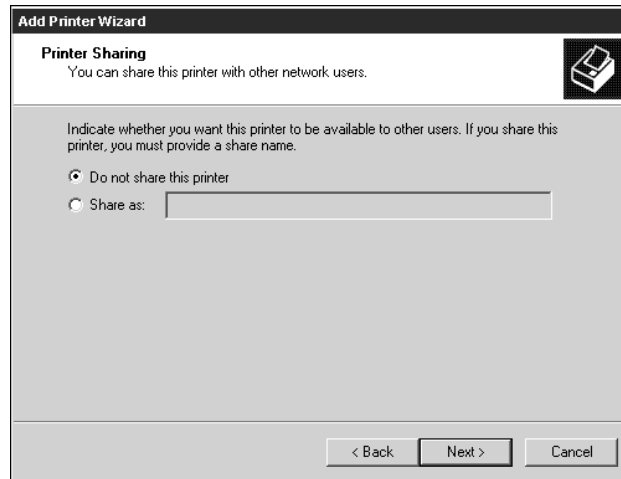 Add Printer Wizard
Printer Sharing
You can share this printer with other network users.
Indicate whether you want this printer to be available to other users. If you share this
printer, you must provide a share name.
Do not share this printer
Share as:
< Back
Next >
Cancel